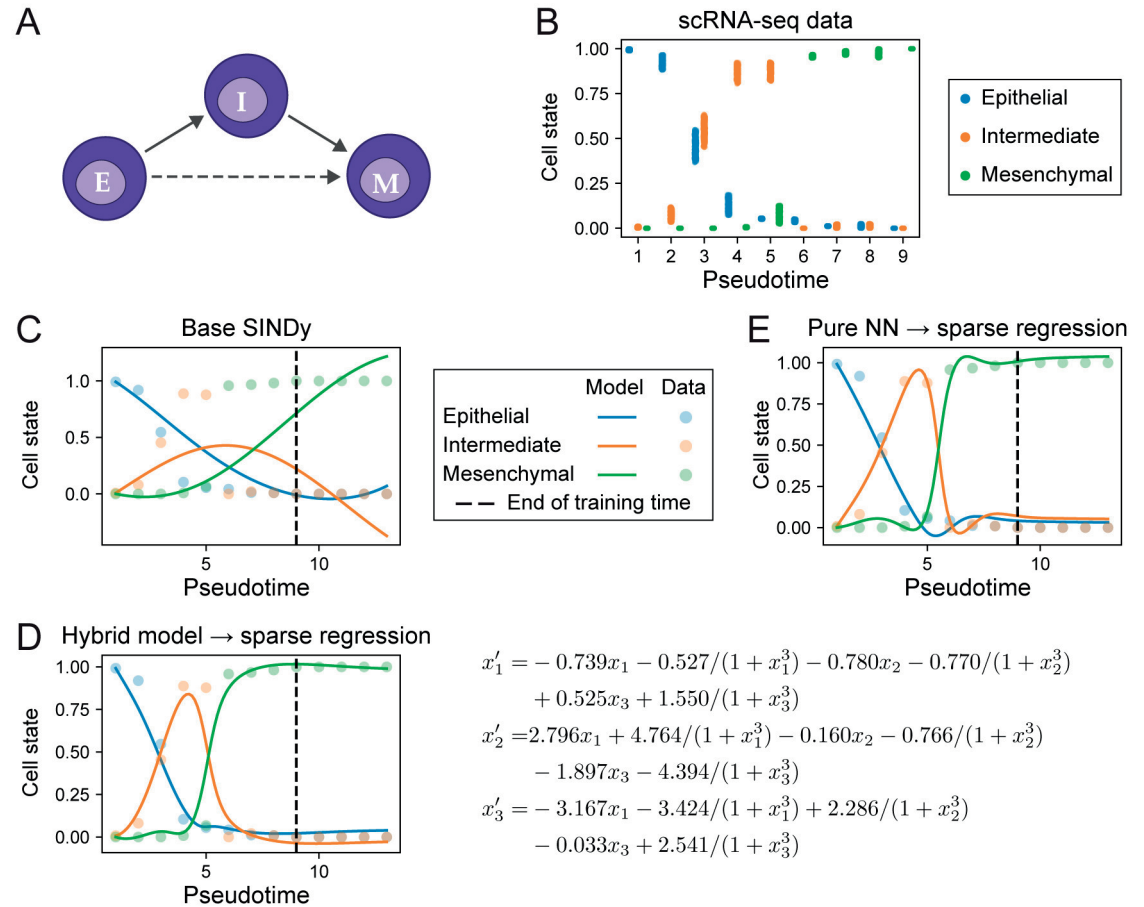 A
E
I
M
B
scRNA-seq data
Cell state
1.00
0.75
0.50
0.25
0.00
1 2 3 4 5 6 7 8 9
Pseudotime
Epithelial
Intermediate
Mesenchymal
C
Base SINDy
Cell state
1.0
0.5
0.0
5 10
Pseudotime
Model Data
Epithelial
Intermediate
Mesenchymal
End of training time
E
Pure NN → sparse regression
Cell state
1.00
0.75
0.50
0.25
0.00
5 10
Pseudotime
D
Hybrid model → sparse regression
Cell state
1.00
0.75
0.50
0.25
0.00
5 10
Pseudotime
x₁′ = − 0.739x₁ − 0.527/(1 + x₁³) − 0.780x₂ − 0.770/(1 + x₂³)
+ 0.525x₃ + 1.550/(1 + x₃³)
x₂′ =2.796x₁ + 4.764/(1 + x₁³) − 0.160x₂ − 0.766/(1 + x₂³)
− 1.897x₃ − 4.394/(1 + x₃³)
x₃′ = − 3.167x₁ − 3.424/(1 + x₁³) + 2.286/(1 + x₂³)
− 0.033x₃ + 2.541/(1 + x₃³)